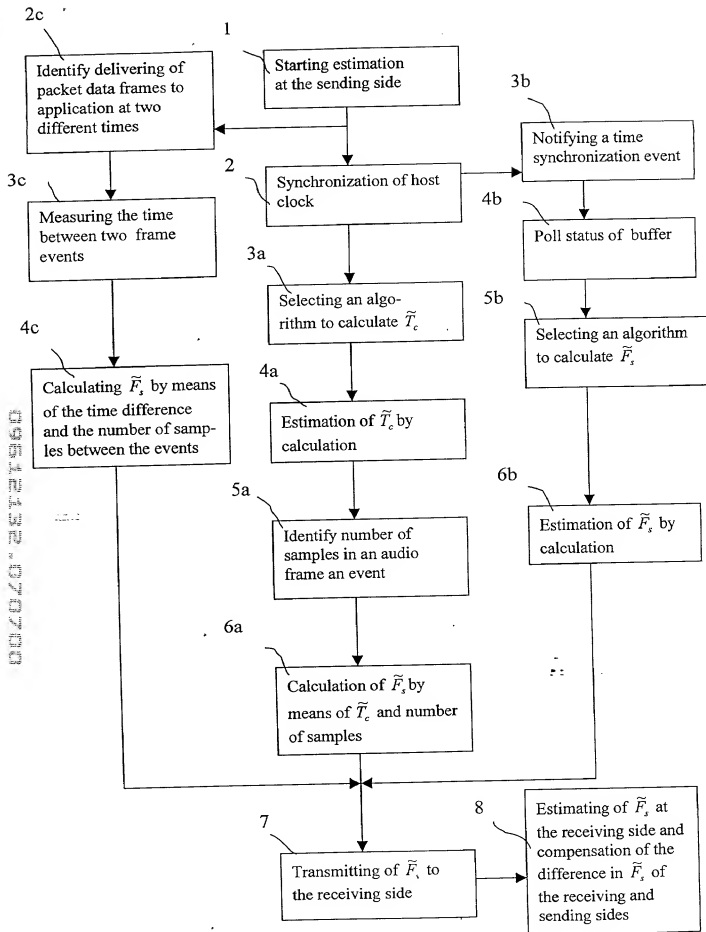 2c
Identify delivering of
packet data frames to
application at two
different times
1
Starting estimation
at the sending side
3b
Notifying a time
synchronization event
2
Synchronization of host
clock
3c
Measuring the time
between two frame
events
4b
Poll status of buffer
3a
Selecting an algo-
rithm to calculate T̃c
5b
Selecting an algorithm
to calculate F̃s
4c
Calculating F̃s by means
of the time difference
and the number of sam-
ples between the events
4a
Estimation of T̃c by
calculation
5a
Identify number of
samples in an audio
frame an event
6b
Estimation of F̃s by
calculation
6a
Calculation of F̃s by
means of T̃c and number
of samples
7
Transmitting of F̃s to
the receiving side
8
Estimating of F̃s at
the receiving side and
compensation of the
difference in F̃s of
the receiving and
sending sides
09612132.070700